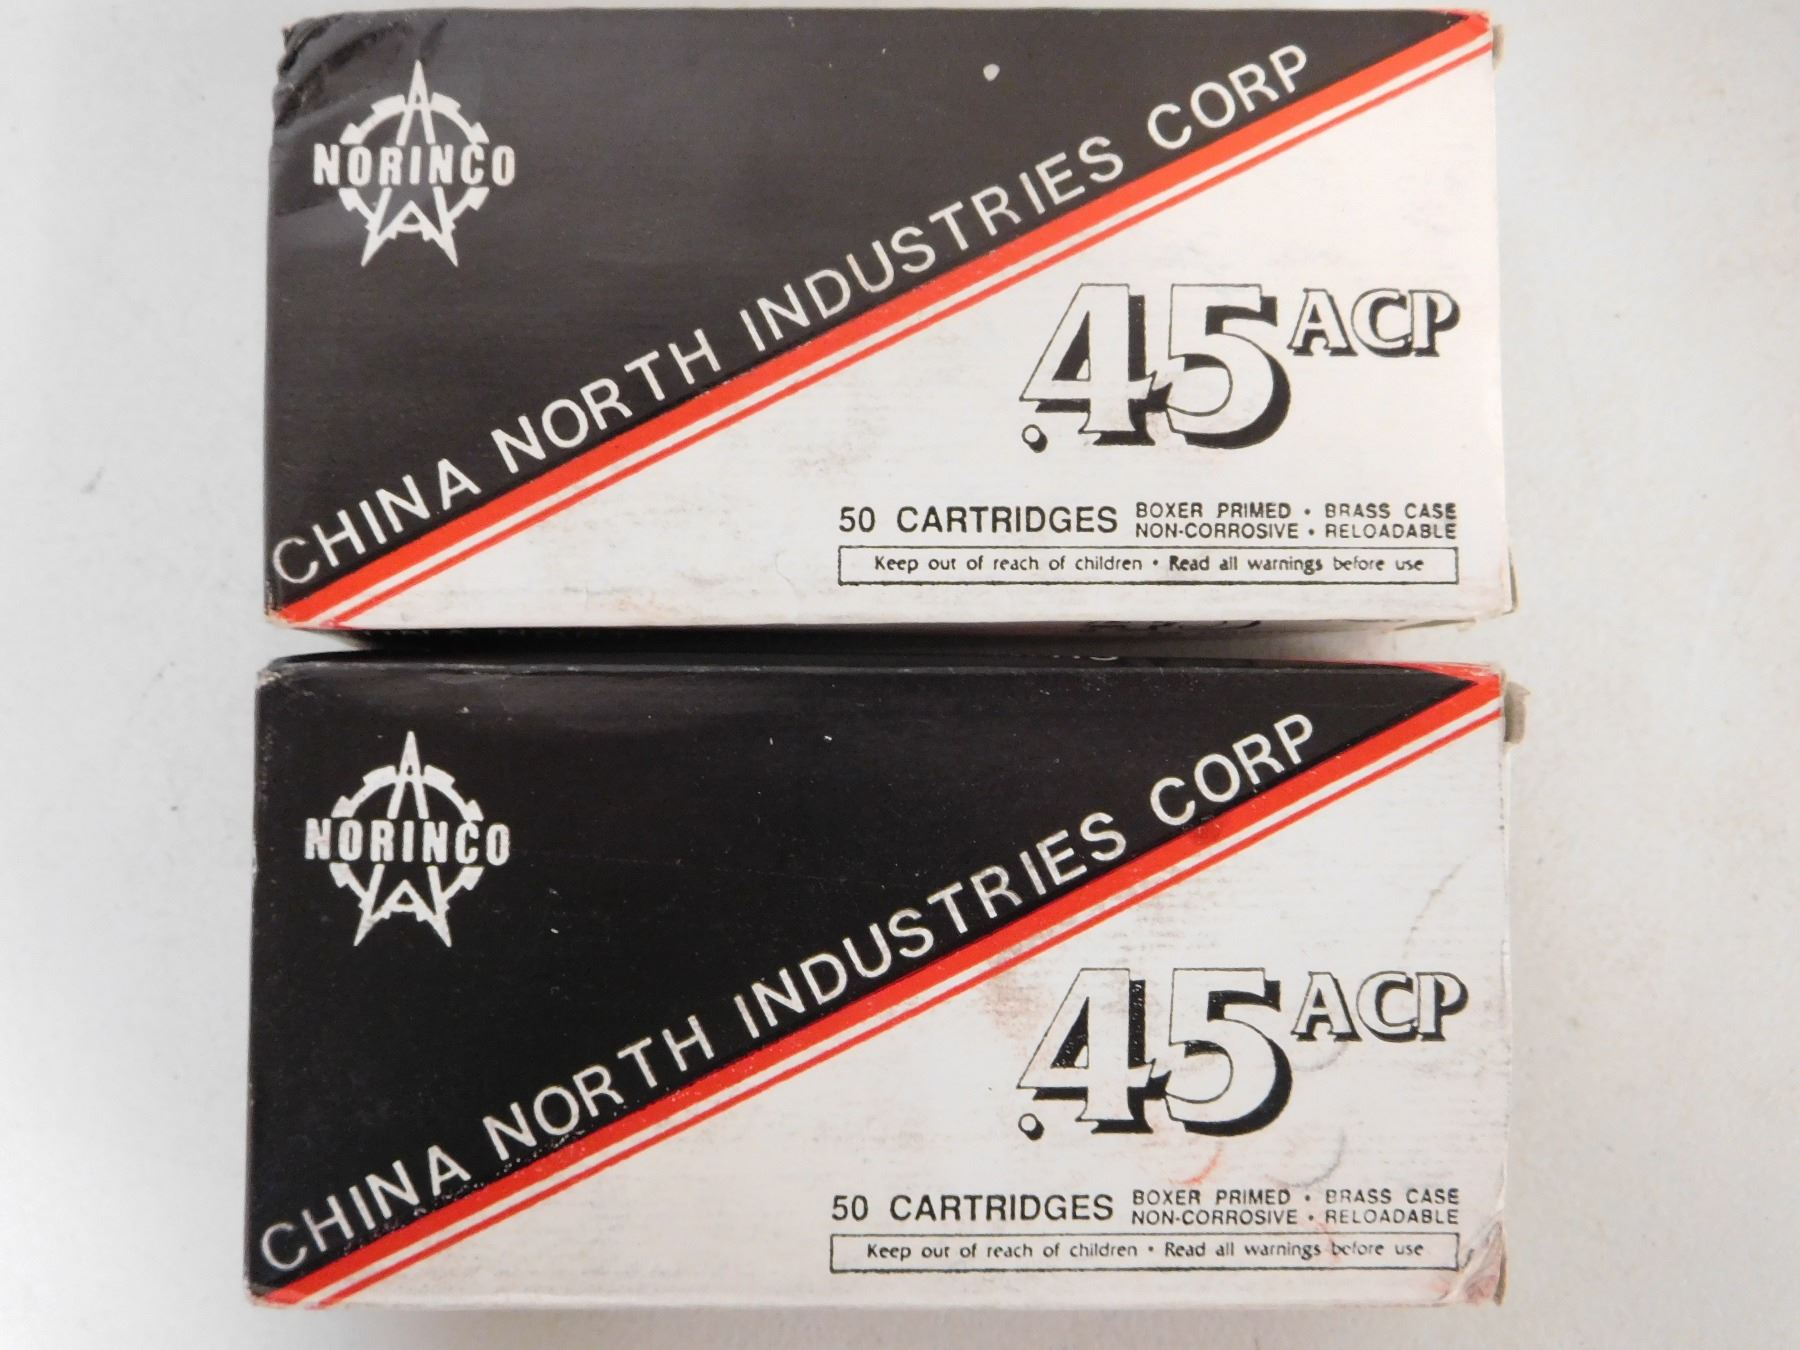 NORINCO
CHINA NORTH INDUSTRIES CORP
.45 ACP
50 CARTRIDGES BOXER PRIMED • BRASS CASE
NON-CORROSIVE • RELOADABLE
Keep out of reach of children • Read all warnings before use
NORINCO
CHINA NORTH INDUSTRIES CORP
.45 ACP
50 CARTRIDGES BOXER PRIMED • BRASS CASE
NON-CORROSIVE • RELOADABLE
Keep out of reach of children • Read all warnings before use